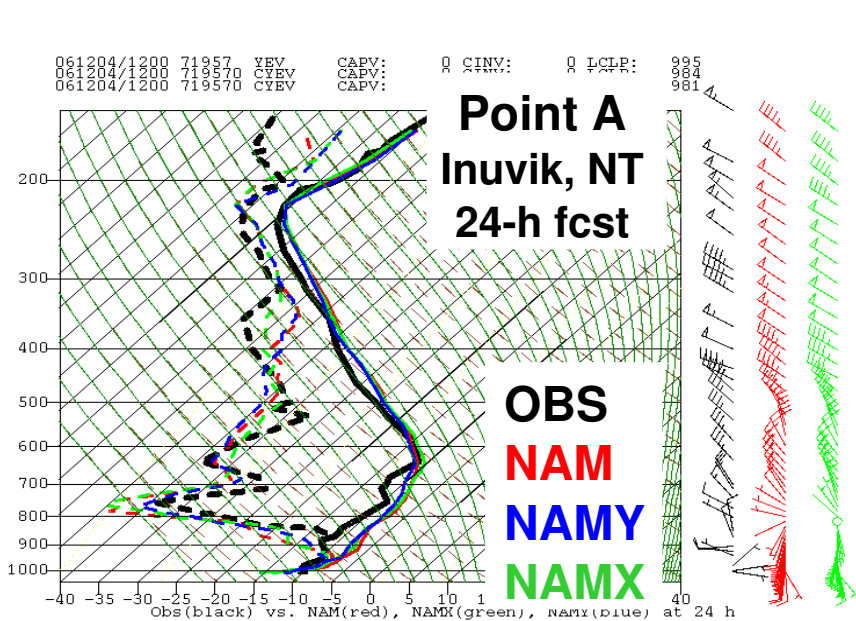 061204/1200 71957 YEV CAPV: 0 CINV: 0 LCLP: 995
061204/1200 719570 CYEV CAPV: 984
061204/1200 719570 CYEV CAPV: 981
Point A
Inuvik, NT
24-h fcst
200
300
400
500
600
700
800
900
1000
OBS
NAM
NAMY
NAMX
-40 -35 -25 -20 -15 -10 -5 0 5 10 1 40
Obs(black) vs. NAM(red), NAMX(green), NAMY(blue) at 24 h